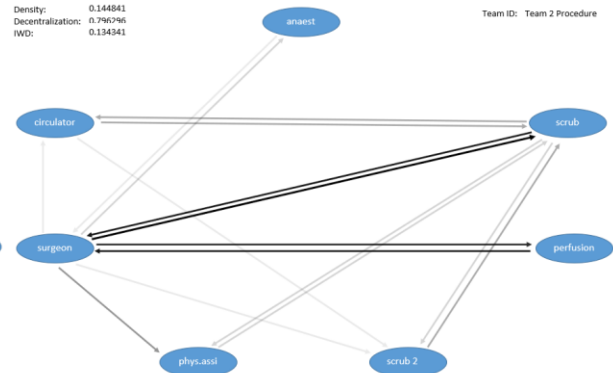 Density: 0.144841
Decentralization: 0.796296
IWD: 0.134341
Team ID: Team 2 Procedure
anaest
circulator
scrub
surgeon
perfusion
phys.assi
scrub 2